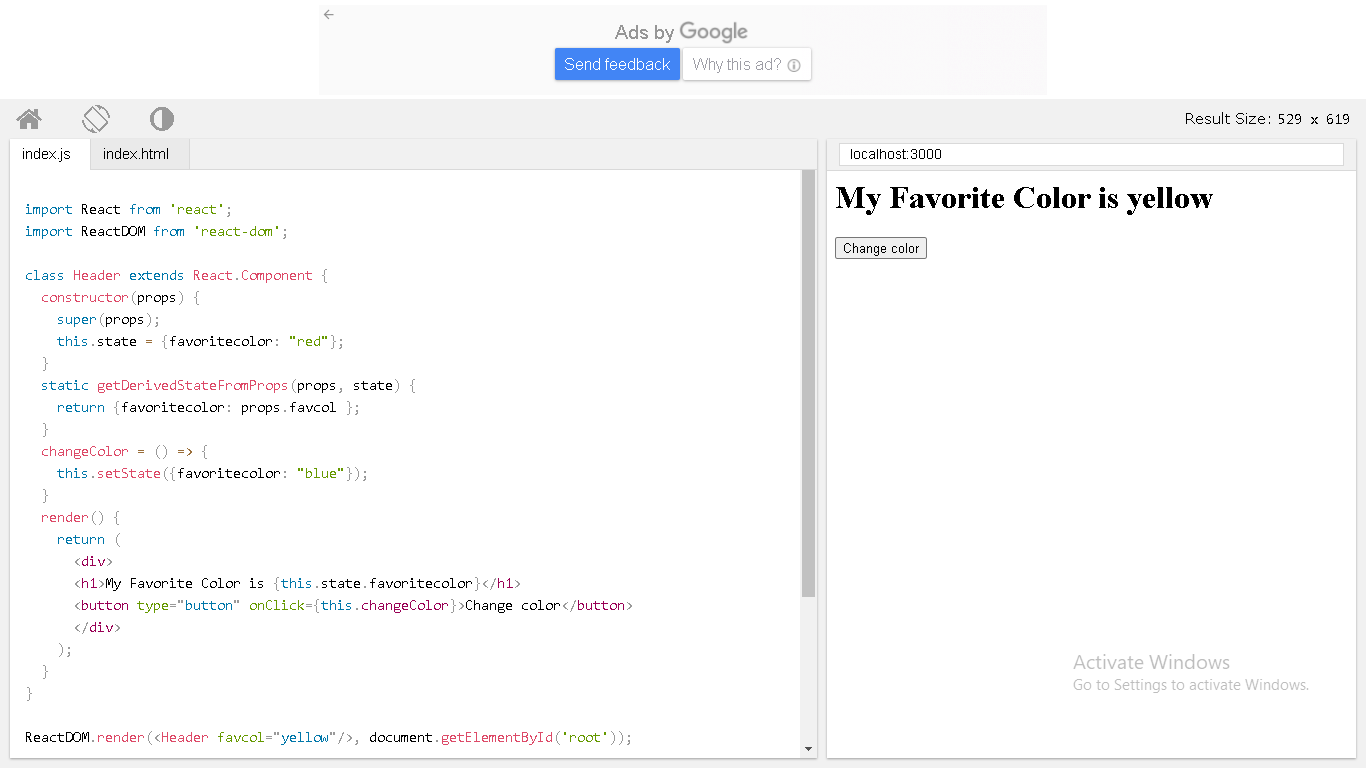 ←
Ads by Google
Send feedback
Why this ad?
Result Size: 529 x 619
index.js
index.html
import React from 'react';
import ReactDOM from 'react-dom';
class Header extends React.Component {
constructor(props) {
super(props);
this.state = {favoritecolor: "red"};
}
static getDerivedStateFromProps(props, state) {
return {favoritecolor: props.favcol };
}
changeColor = () => {
this.setState({favoritecolor: "blue"});
}
render() {
return (
<div>
<h1>My Favorite Color is {this.state.favoritecolor}</h1>
<button type="button" onClick={this.changeColor}>Change color</button>
</div>
);
}
}
ReactDOM.render(<Header favcol="yellow"/>, document.getElementById('root'));
localhost:3000
My Favorite Color is yellow
Change color
Activate Windows
Go to Settings to activate Windows.